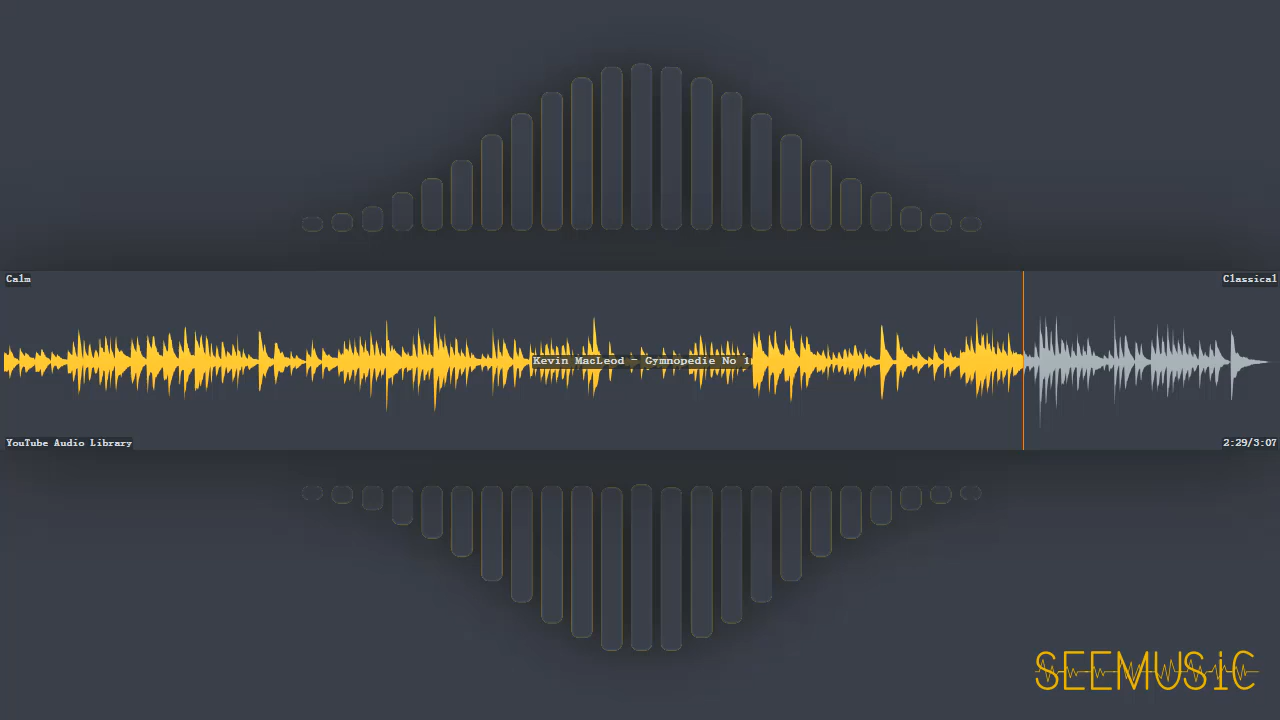 Calm
Classical
Kevin MacLeod - Gymnopedie No 1
YouTube Audio Library
2:29/3:07
SEEMUSiC